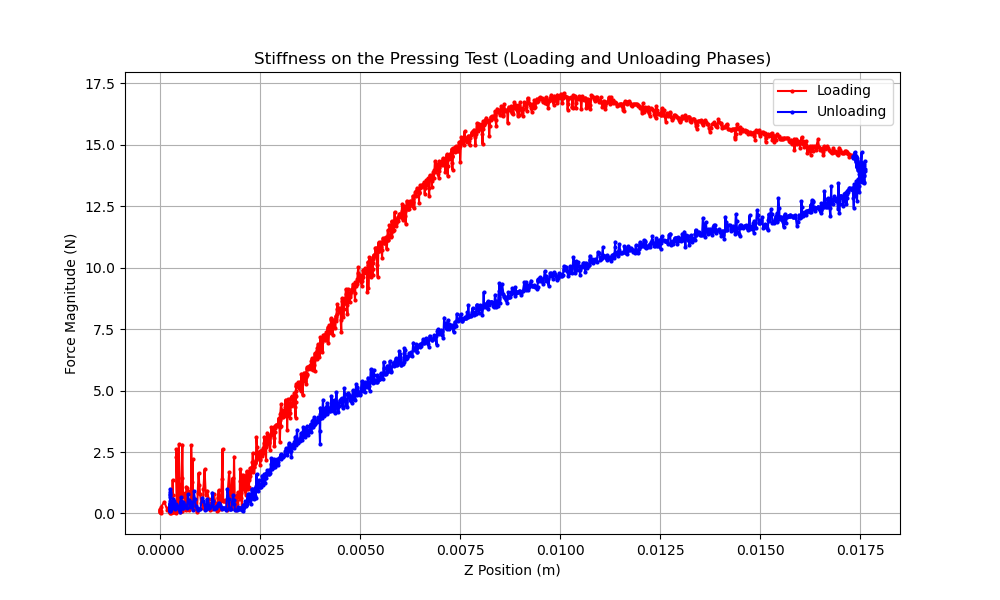 Stiffness on the Pressing Test (Loading and Unloading Phases)
Loading
Unloading
Force Magnitude (N)
17.5
15.0
12.5
10.0
7.5
5.0
2.5
0.0
0.0000 0.0025 0.0050 0.0075 0.0100 0.0125 0.0150 0.0175
Z Position (m)